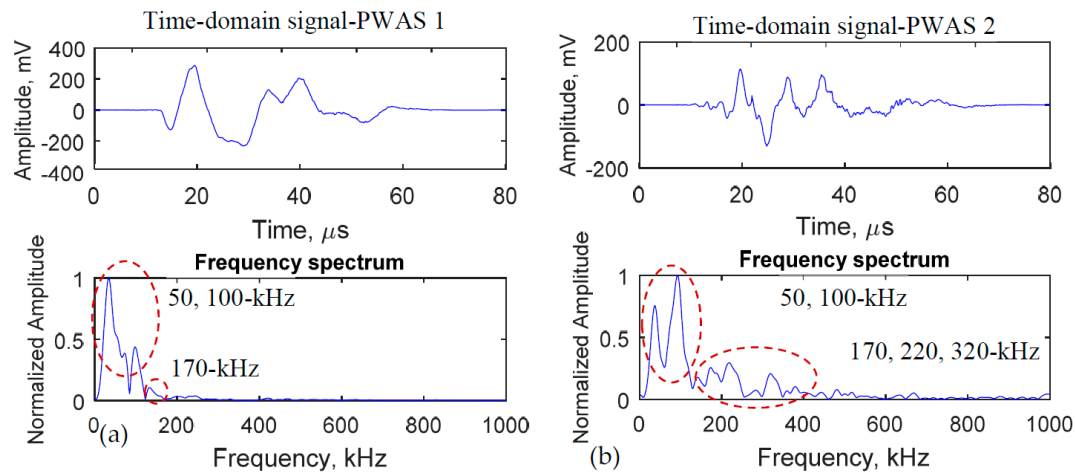 Time-domain signal-PWAS 1
Amplitude, mV
400
200
0
-200
-400
0 20 40 60 80
Time, μs
Frequency spectrum
Normalized Amplitude
1
0.5
0
50, 100-kHz
170-kHz
(a)
0 200 400 600 800 1000
Frequency, kHz
Time-domain signal-PWAS 2
Amplitude, mV
200
0
-200
0 20 40 60 80
Time, μs
Frequency spectrum
Normalized Amplitude
1
0.5
0
50, 100-kHz
170, 220, 320-kHz
(b)
0 200 400 600 800 1000
Frequency, kHz